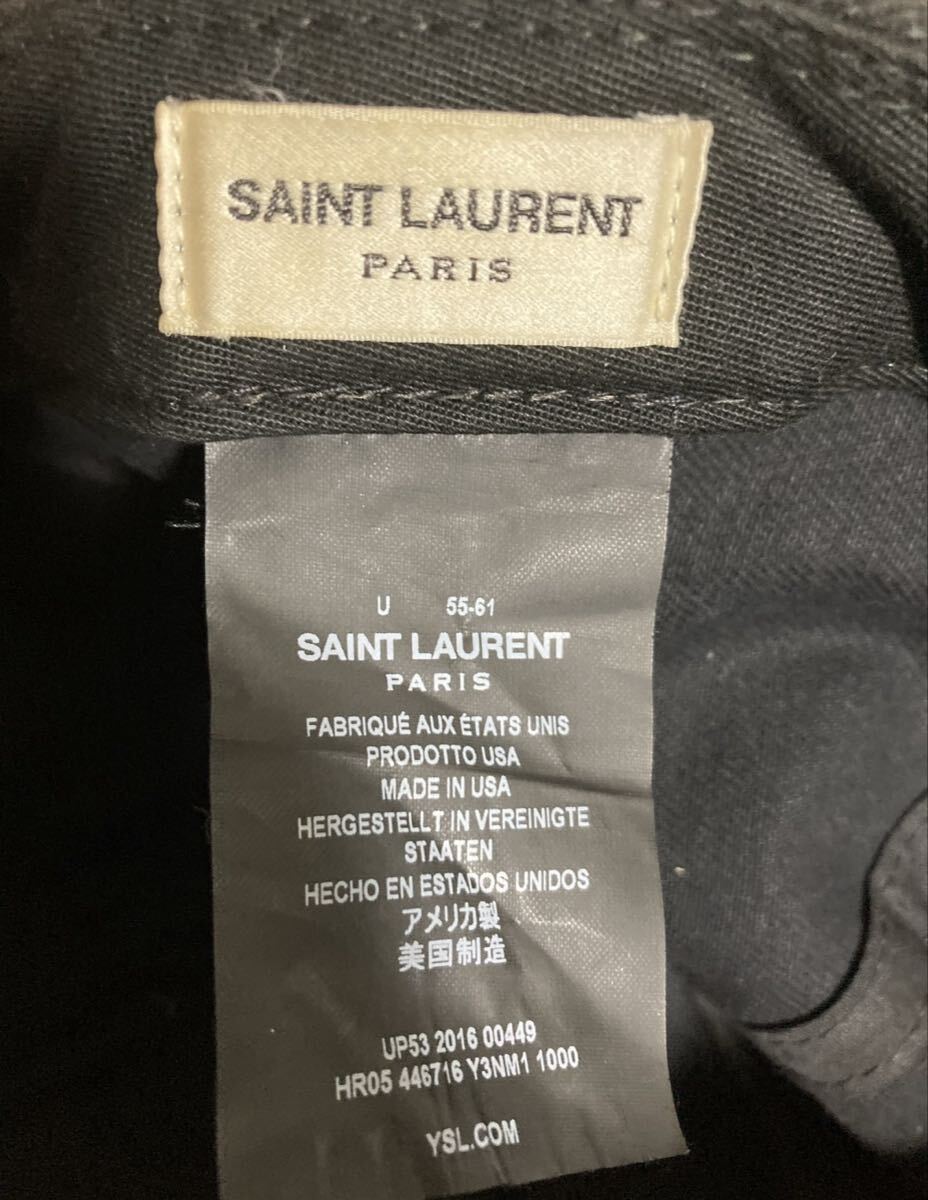 SAINT LAURENT
PARIS
U 55-61
SAINT LAURENT
PARIS
FABRIQUÉ AUX ÉTATS UNIS
PRODOTTO USA
MADE IN USA
HERGESTELLT IN VEREINIGTE
STAATEN
HECHO EN ESTADOS UNIDOS
アメリカ製
美国制造
UP53 2016 00449
HR05 446716 Y3NM1 1000
YSL.COM